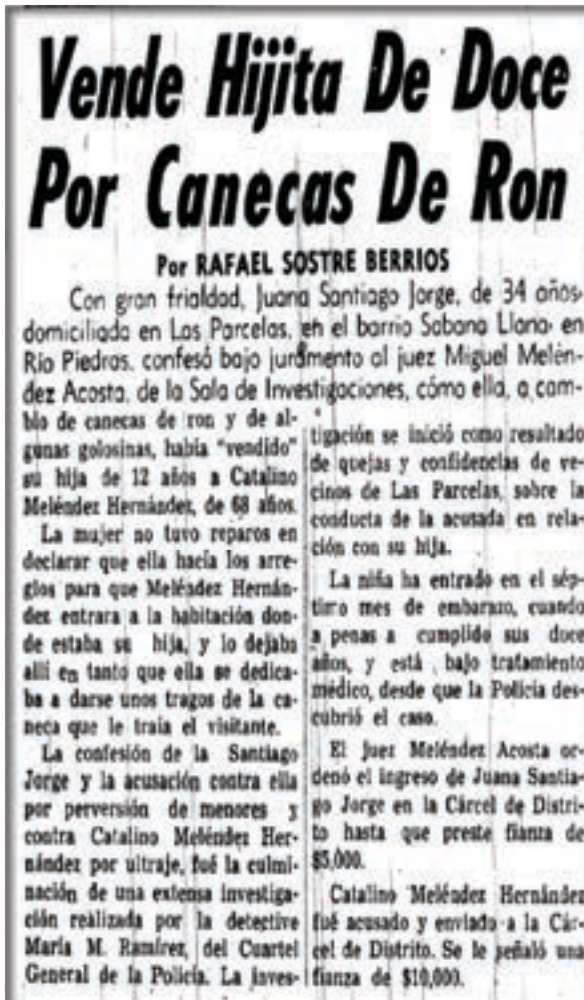 Vende Hijita De Doce
Por Canecas De Ron
Por RAFAEL SOSTRE BERRIOS
Con gran frialdad, Juana Santiago Jorge, de 34 años,
domiciliada en Las Parcelas, en el barrio Sabana Llana, en
Río Piedras, confesó bajo juramento al juez Miguel Melén-
dez Acosta, de la Sala de Investigaciones, cómo ella, a cam-
bio de canecas de ron y de al-
gunas golosinas, había "vendido"
su hija de 12 años a Catalino
Meléndez Hernández, de 68 años.
La mujer no tuvo reparos en
declarar que ella hacía los arre-
glos para que Meléndez Hernán-
dez entrara a la habitación don-
de estaba su hija, y lo dejaba
allí en tanto que ella se dedica-
ba a darse unos tragos de la ca-
neca que le traía el visitante.
La confesión de la Santiago
Jorge y la acusación contra ella
por perversión de menores y
contra Catalino Meléndez Her-
nández por ultraje, fué la culmi-
nación de una extensa investiga-
ción realizada por la detective
María M. Ramírez, del Cuartel
General de la Policía. La inves-
tigación se inició como resultado
de quejas y confidencias de ve-
cinos de Las Parcelas, sobre la
conducta de la acusada en rela-
ción con su hija.
La niña ha entrado en el sép-
timo mes de embarazo, cuando
a penas a cumplido sus doce
años, y está bajo tratamiento
médico, desde que la Policía des-
cubrió el caso.
El Juez Meléndez Acosta or-
denó el ingreso de Juana Santia-
go Jorge en la Cárcel de Distri-
to hasta que preste fianza de
$5,000.
Catalino Meléndez Hernández
fué acusado y enviado a la Cár-
cel de Distrito. Se le señaló una
fianza de $10,000.